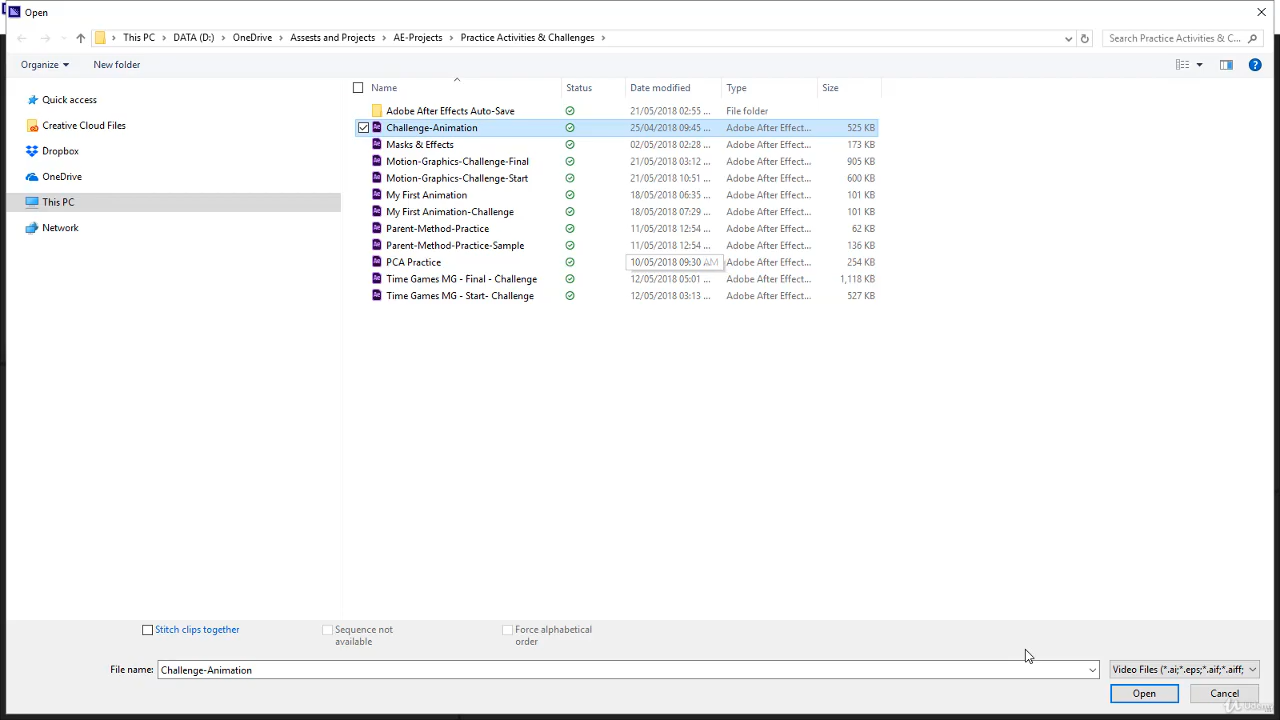 Open
This PC > DATA (D:) > OneDrive > Assests and Projects > AE-Projects > Practice Activities & Challenges >
Search Practice Activities & C...
Organize
New folder
Name Status Date modified Type Size
Quick access
Creative Cloud Files
Dropbox
OneDrive
This PC
Network
Adobe After Effects Auto-Save 21/05/2018 02:55 ... File folder
Challenge-Animation 25/04/2018 09:45 ... Adobe After Effect... 525 KB
Masks & Effects 02/05/2018 02:28 ... Adobe After Effect... 173 KB
Motion-Graphics-Challenge-Final 21/05/2018 03:12 ... Adobe After Effect... 905 KB
Motion-Graphics-Challenge-Start 21/05/2018 10:51 ... Adobe After Effect... 600 KB
My First Animation 18/05/2018 06:35 ... Adobe After Effect... 101 KB
My First Animation-Challenge 18/05/2018 07:29 ... Adobe After Effect... 101 KB
Parent-Method-Practice 11/05/2018 12:54 ... Adobe After Effect... 62 KB
Parent-Method-Practice-Sample 11/05/2018 12:54 ... Adobe After Effect... 136 KB
PCA Practice 10/05/2018 09:30 AM Adobe After Effect... 254 KB
Time Games MG - Final - Challenge 12/05/2018 05:01 ... Adobe After Effect... 1,118 KB
Time Games MG - Start- Challenge 12/05/2018 03:13 ... Adobe After Effect... 527 KB
Stitch clips together
Sequence not
available
Force alphabetical
order
File name: Challenge-Animation
Video Files (*.ai;*.eps;*.aif;*.aiff;
Open
Cancel
Udemy